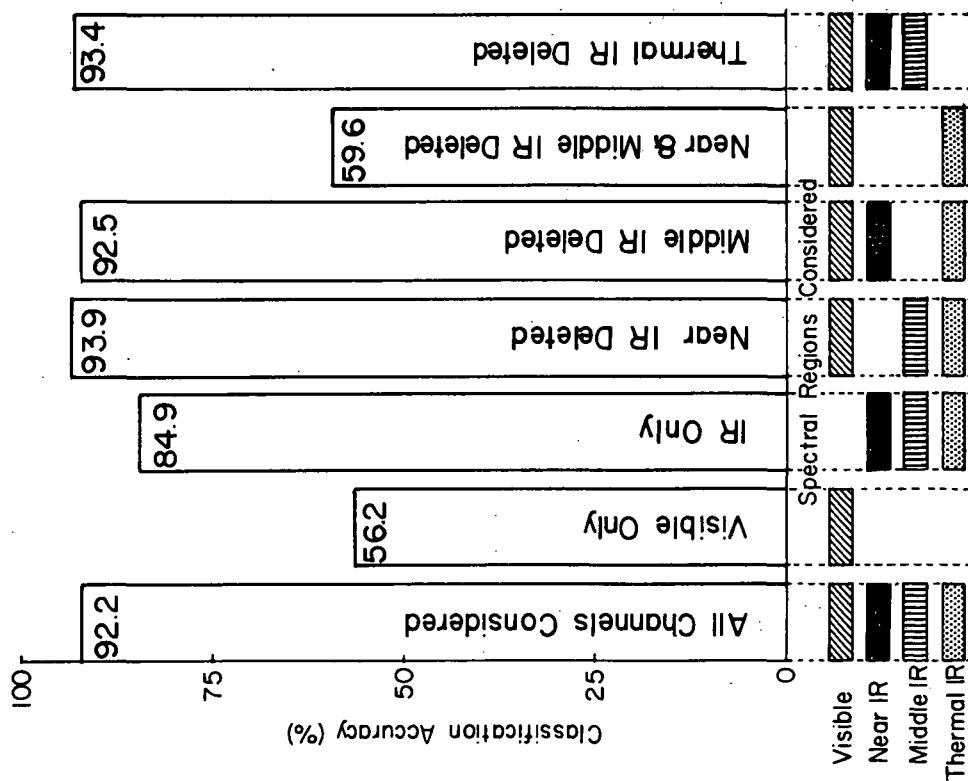 Classification Accuracy (%)
100
75
50
25
0
92.2
All Channels Considered
56.2
Visible Only
84.9
IR Only
93.9
Near IR Deleted
92.5
Middle IR Deleted
59.6
Near & Middle IR Deleted
93.4
Thermal IR Deleted
Spectral Regions Considered
Visible
Near IR
Middle IR
Thermal IR